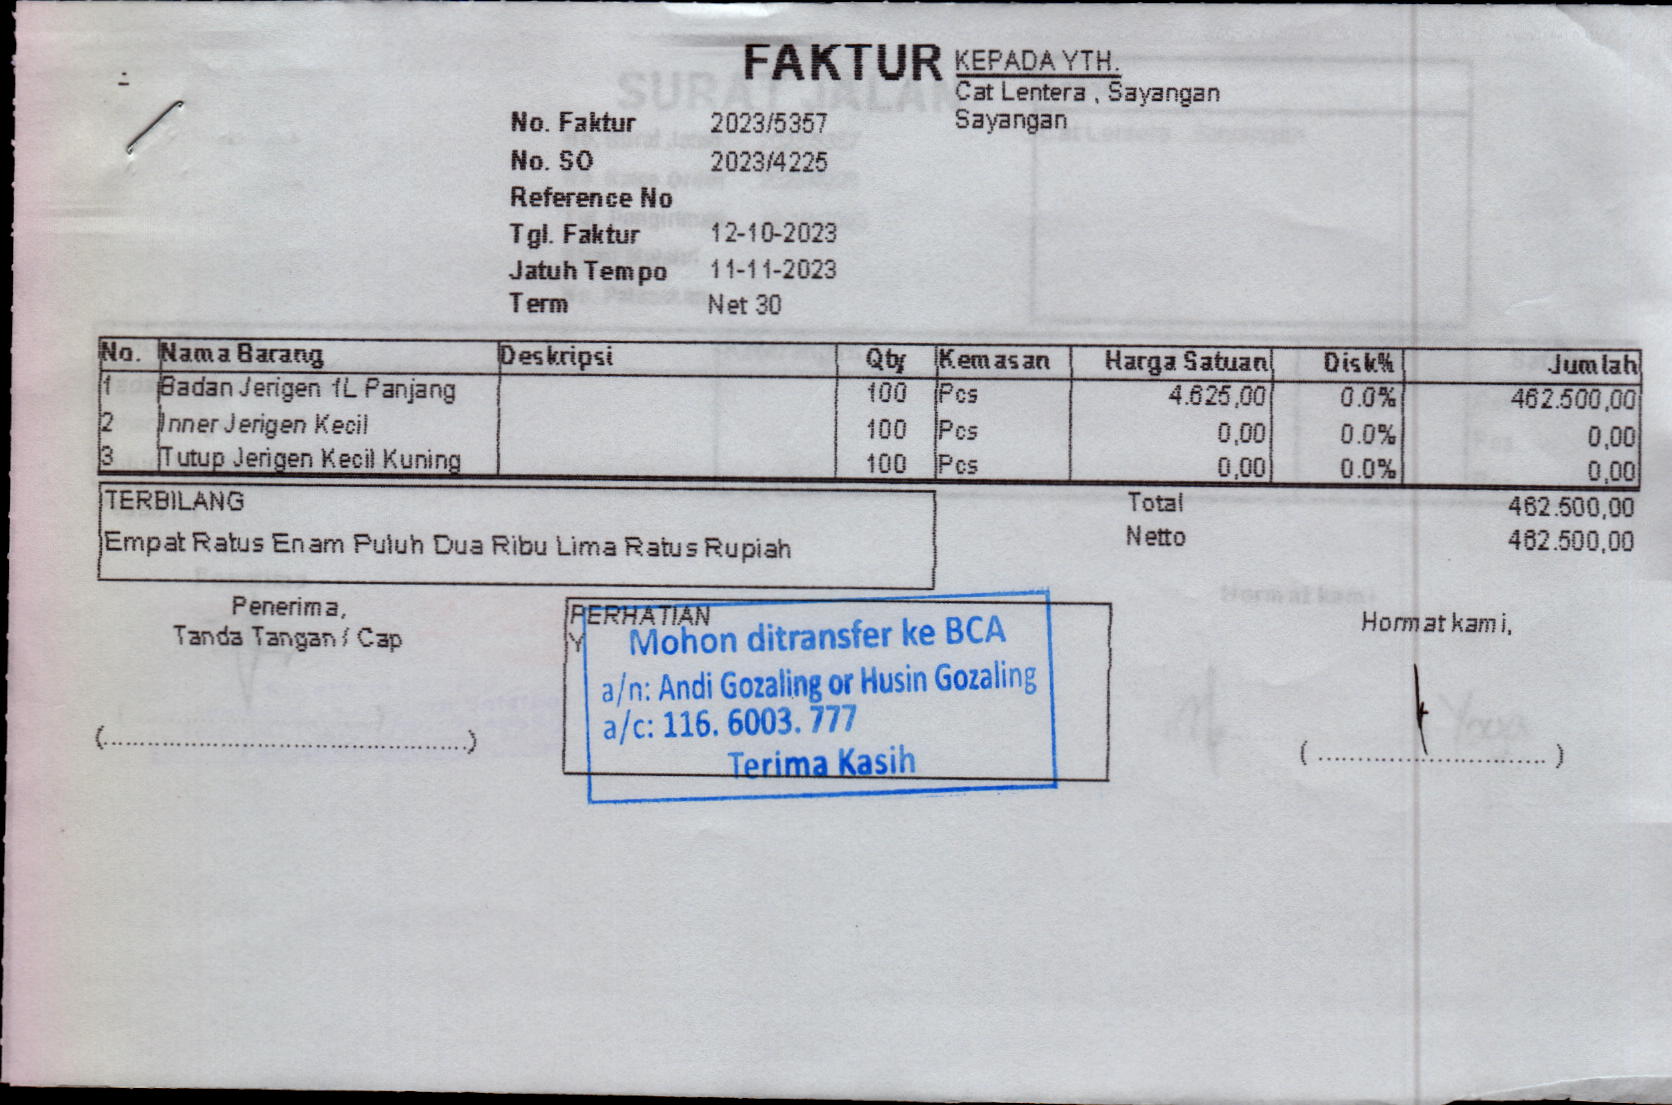 FAKTUR
KEPADA YTH.
Cat Lentera , Sayangan
Sayangan
No. Faktur 2023/5357
No. SO 2023/4225
Reference No
Tgl. Faktur 12-10-2023
Jatuh Tempo 11-11-2023
Term Net 30
No. Nama Barang Deskripsi Qty Kemasan Harga Satuan Disk% Jumlah
1 Badan Jerigen 1L Panjang 100 Pcs 4.625,00 0.0% 462.500,00
2 Inner Jerigen Kecil 100 Pcs 0,00 0.0% 0,00
3 Tutup Jerigen Kecil Kuning 100 Pcs 0,00 0.0% 0,00
TERBILANG
Empat Ratus Enam Puluh Dua Ribu Lima Ratus Rupiah
Total 462.500,00
Netto 462.500,00
Penerima,
Tanda Tangan / Cap
(.................................................)
PERHATIAN
Y
Mohon ditransfer ke BCA
a/n: Andi Gozaling or Husin Gozaling
a/c: 116. 6003. 777
Terima Kasih
Hormat kami,
( ............................... )
SURAT JALAN